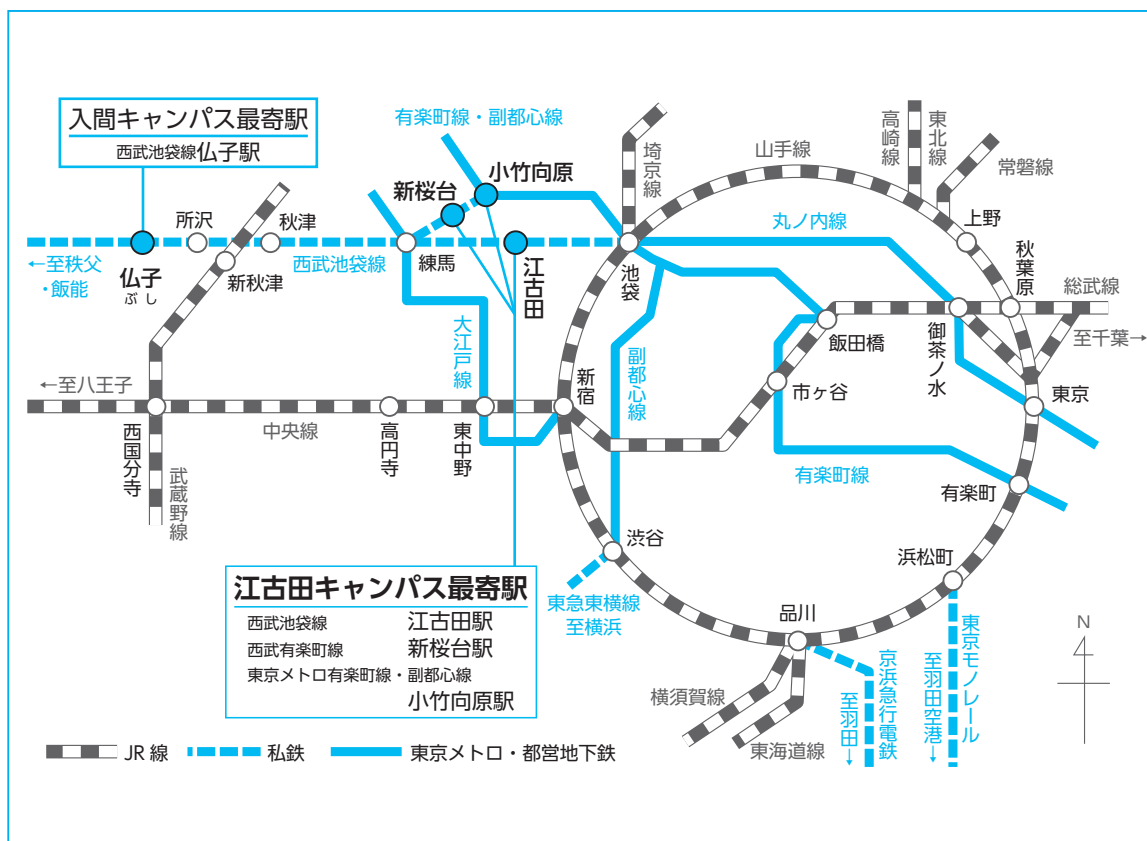 入間キャンパス最寄駅
西武池袋線仏子駅
有楽町線・副都心線
埼京線
山手線
高崎線
東北線
常磐線
小竹向原
新桜台
所沢
秋津
丸ノ内線
上野
←至秩父
・飯能
仏子
ぶし
新秋津
西武池袋線
練馬
江古田
池袋
秋葉原
総武線
至千葉→
大江戸線
副都心線
飯田橋
御茶ノ水
←至八王子
新宿
市ヶ谷
東京
西国分寺
武蔵野線
中央線
高円寺
東中野
有楽町線
有楽町
渋谷
浜松町
江古田キャンパス最寄駅
西武池袋線 江古田駅
西武有楽町線 新桜台駅
東京メトロ有楽町線・副都心線
小竹向原駅
東急東横線
至横浜
品川
横須賀線
東海道線
京浜急行電鉄
至羽田→
東京モノレール
至羽田空港→
N
JR 線
私鉄
東京メトロ・都営地下鉄